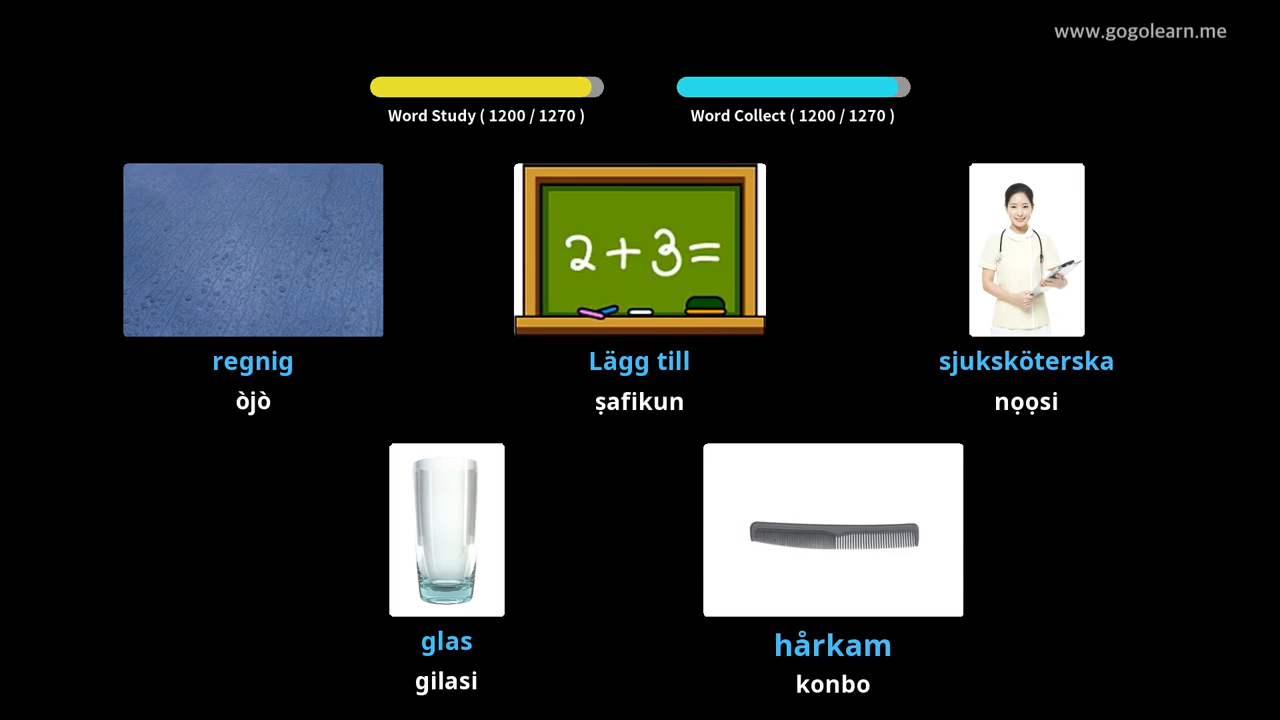 www.gogolearn.me
Word Study ( 1200 / 1270 )
Word Collect ( 1200 / 1270 )
2+3=
regnig
òjò
Lägg till
ṣafikun
sjuksköterska
nọọsi
glas
gilasi
hårkam
konbo